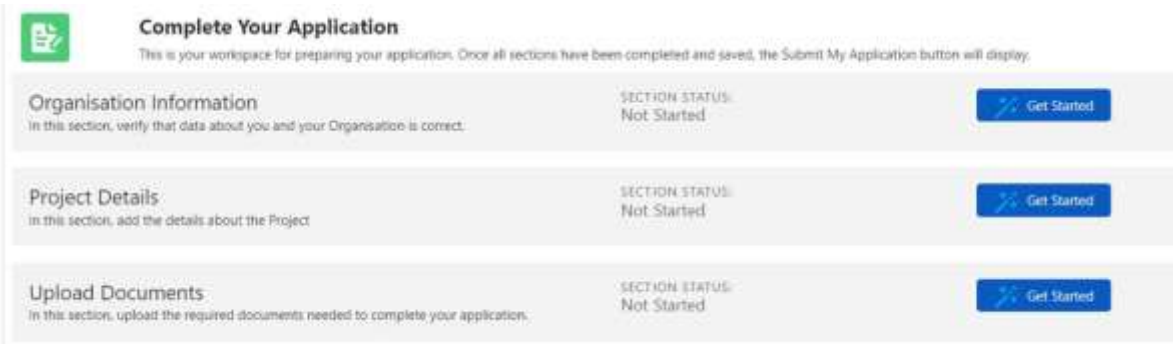 Complete Your Application
This is your workspace for preparing your application. Once all sections have been completed and saved, the Submit My Application button will display.
Organisation Information
In this section, verify that data about you and your Organisation is correct.
SECTION STATUS:
Not Started
Get Started
Project Details
In this section, add the details about the Project
SECTION STATUS:
Not Started
Get Started
Upload Documents
In this section, upload the required documents needed to complete your application.
SECTION STATUS:
Not Started
Get Started